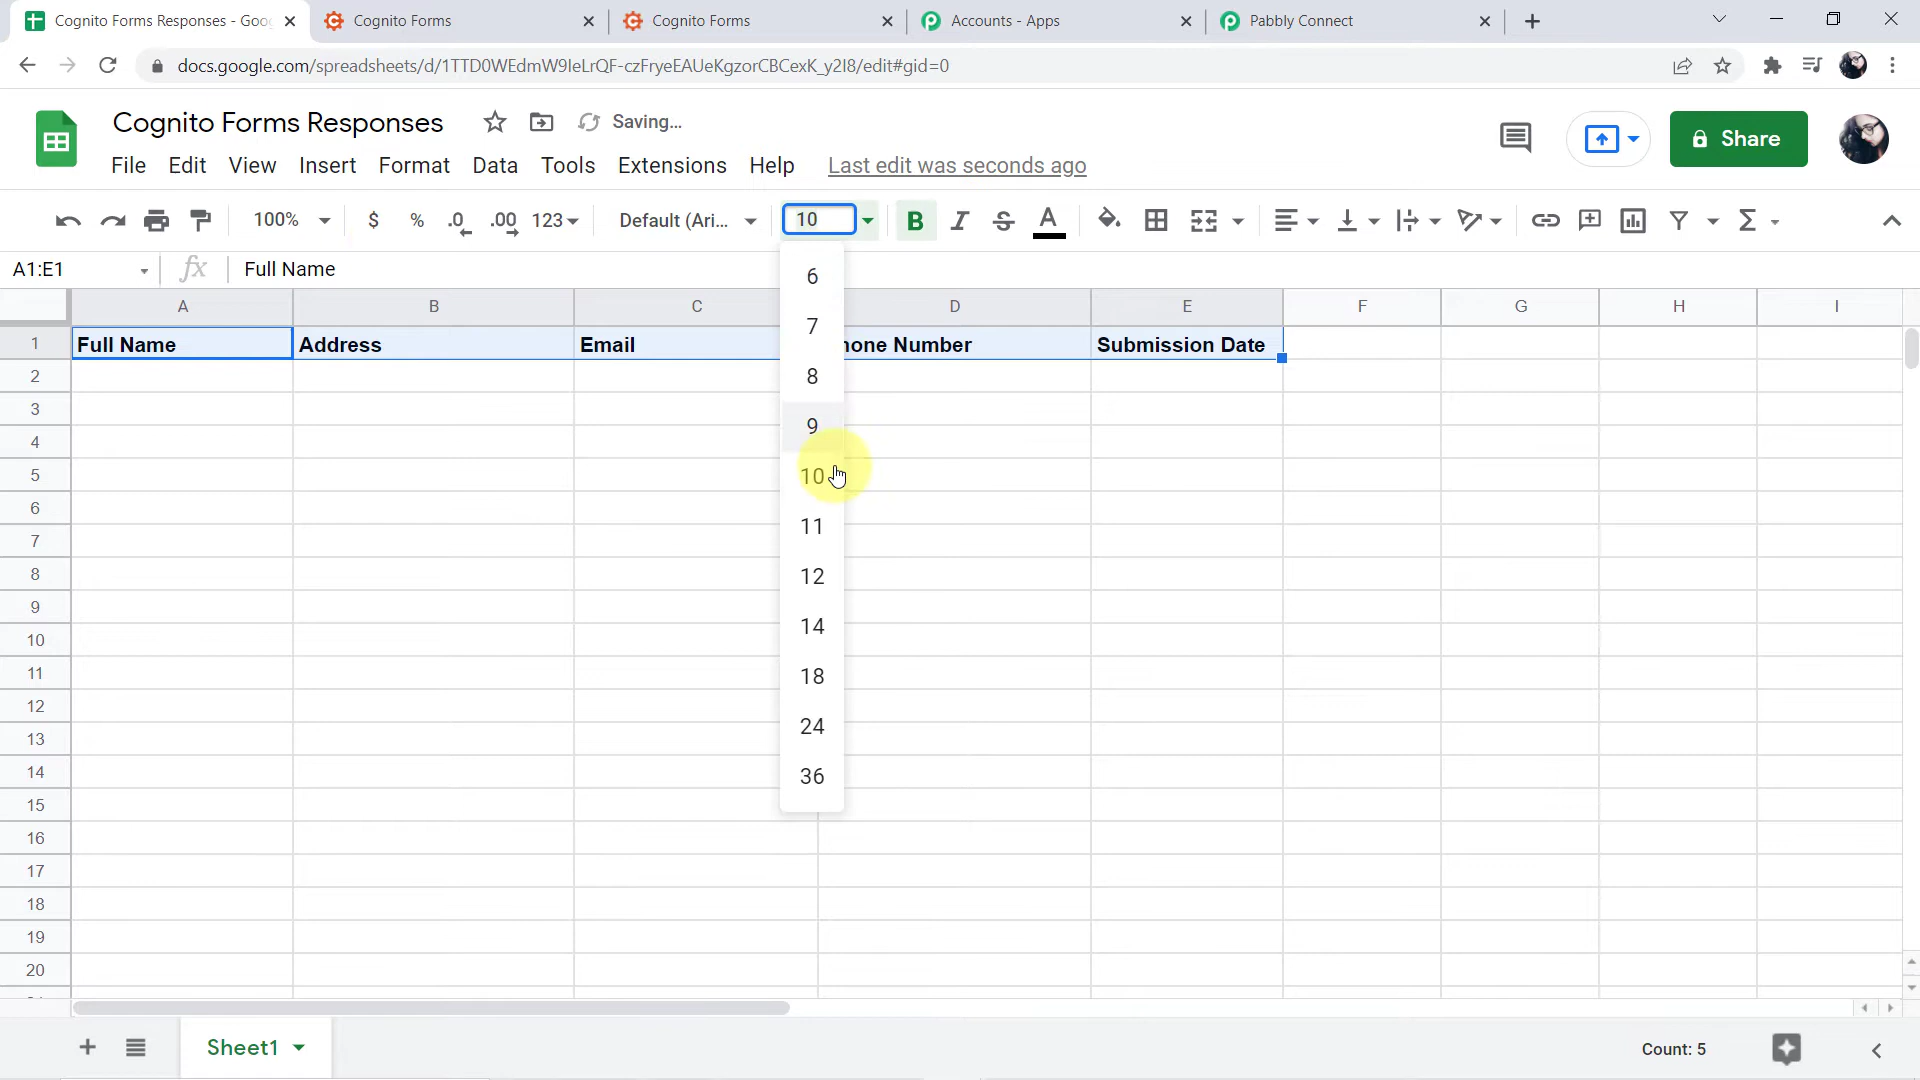 Cognito Forms Responses - Goo
Cognito Forms
Cognito Forms
Accounts - Apps
Pabbly Connect
docs.google.com/spreadsheets/d/1TTD0WEdmW9IeLrQF-czFryeEAUeKgzorCBCexK_y2I8/edit#gid=0
Cognito Forms Responses
Saving...
Share
File Edit View Insert Format Data Tools Extensions Help Last edit was seconds ago
100% $ % .0 .00 123 Default (Ari... 10 B I S A
A1:E1 fx Full Name
A B C D E F G H I
1 Full Name Address Email hone Number Submission Date
2
3
4
5
6
7
8
9
10
11
12
13
14
15
16
17
18
19
20
6
7
8
9
10
11
12
14
18
24
36
Sheet1
Count: 5